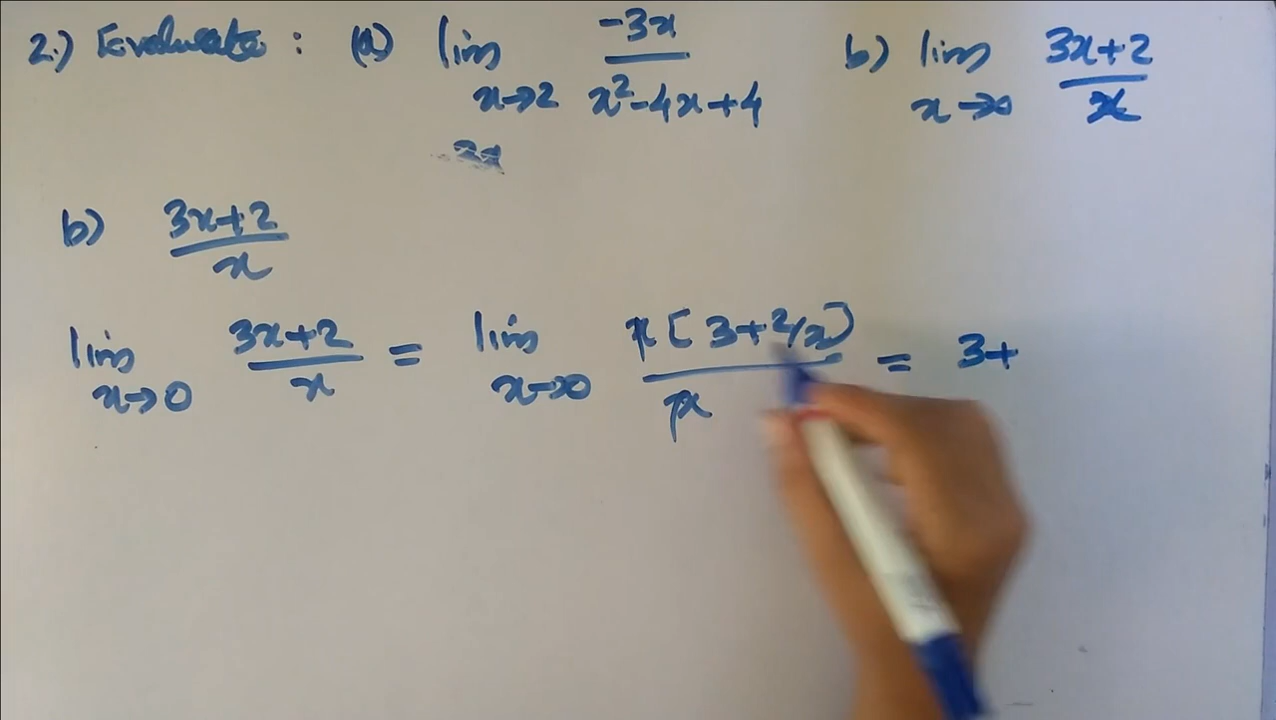 2.) Evaluate : (a) lim x→2 -3x / x²-4x+4 b) lim x→∞ 3x+2 / x
b) 3x+2 / x
lim x→0 3x+2 / x = lim x→0 x[3+2/x] / x = 3+